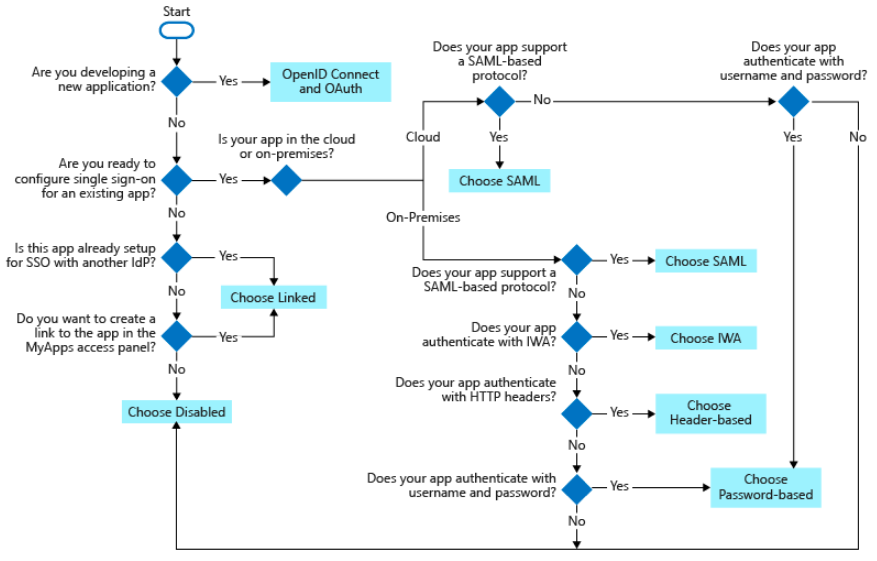 Start
Are you developing a
new application?
Yes
OpenID Connect
and OAuth
No
Are you ready to
configure single sign-on
for an existing app?
Yes
Is your app in the cloud
or on-premises?
Cloud
Does your app support
a SAML-based
protocol?
Yes
Choose SAML
No
Does your app
authenticate with
username and password?
Yes
No
On-Premises
Does your app support a
SAML-based protocol?
Yes
Choose SAML
No
Does your app
authenticate with IWA?
Yes
Choose IWA
No
Does your app authenticate
with HTTP headers?
Yes
Choose
Header-based
No
Does your app authenticate with
username and password?
Yes
Choose
Password-based
No
No
Is this app already setup
for SSO with another IdP?
Yes
Choose Linked
No
Do you want to create a
link to the app in the
MyApps access panel?
Yes
No
Choose Disabled